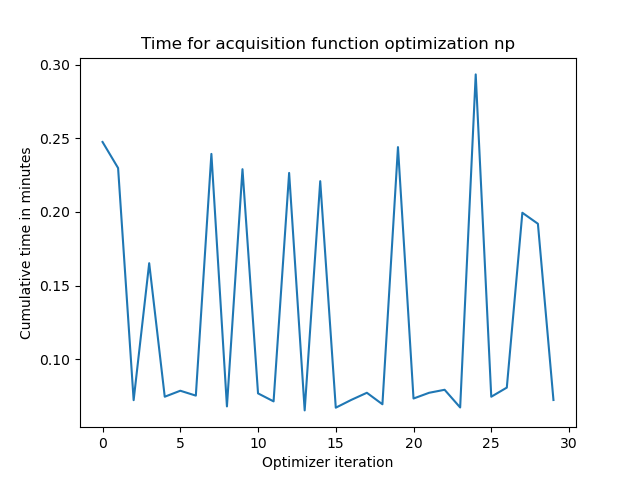 Time for acquisition function optimization np
Cumulative time in minutes
0.30
0.25
0.20
0.15
0.10
0 5 10 15 20 25 30
Optimizer iteration